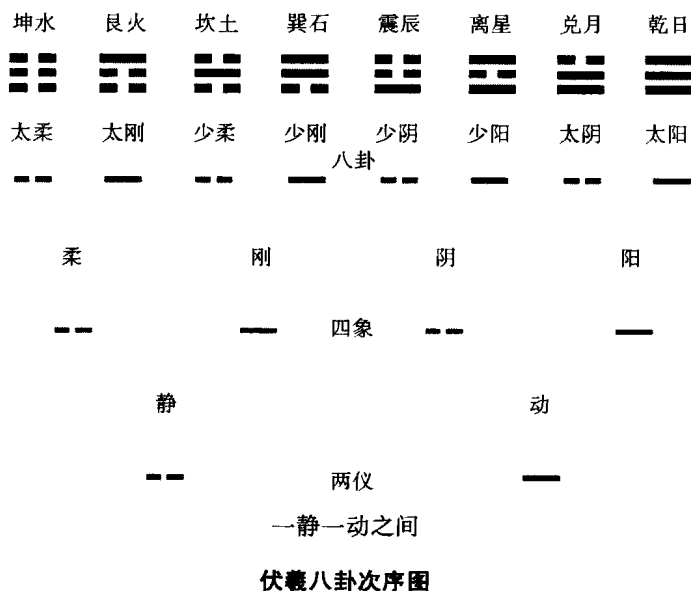 坤水 艮火 坎土 巽石 震辰 离星 兑月 乾日
太柔 太刚 少柔 少刚 少阴 少阳 太阴 太阳
八卦
柔 刚 阴 阳
四象
静 动
两仪
一静一动之间
伏羲八卦次序图